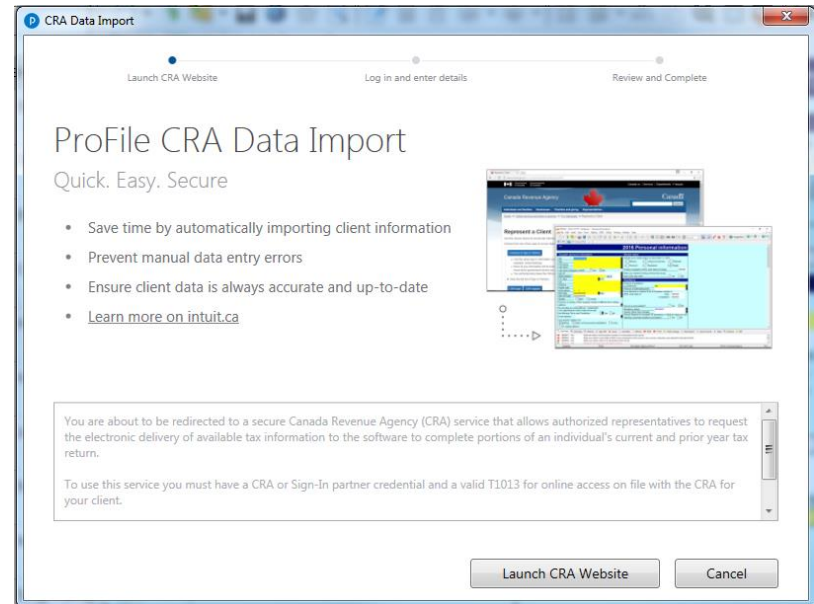 CRA Data Import
Launch CRA Website
Log in and enter details
Review and Complete
ProFile CRA Data Import
Quick. Easy. Secure
• Save time by automatically importing client information
• Prevent manual data entry errors
• Ensure client data is always accurate and up-to-date
• Learn more on intuit.ca
Canada Revenue Agency
Canada
Represent a Client
2016 Personal information
You are about to be redirected to a secure Canada Revenue Agency (CRA) service that allows authorized representatives to request
the electronic delivery of available tax information to the software to complete portions of an individual's current and prior year tax
return.
To use this service you must have a CRA or Sign-In partner credential and a valid T1013 for online access on file with the CRA for
your client.
Launch CRA Website
Cancel